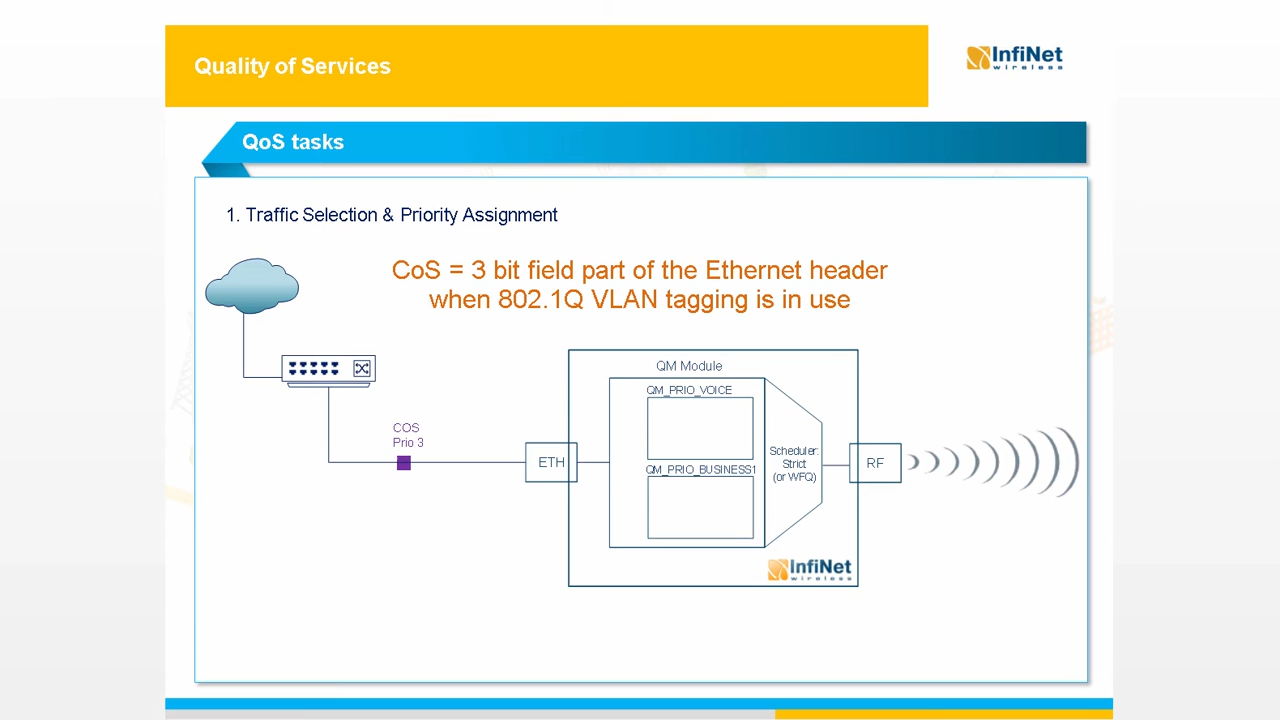 Quality of Services
InfiNet
wireless
QoS tasks
1. Traffic Selection & Priority Assignment
CoS = 3 bit field part of the Ethernet header
when 802.1Q VLAN tagging is in use
QM Module
QM_PRIO_VOICE
COS
Prio 3
ETH
Scheduler:
Strict
(or WFQ)
RF
QM_PRIO_BUSINESS1
InfiNet
wireless